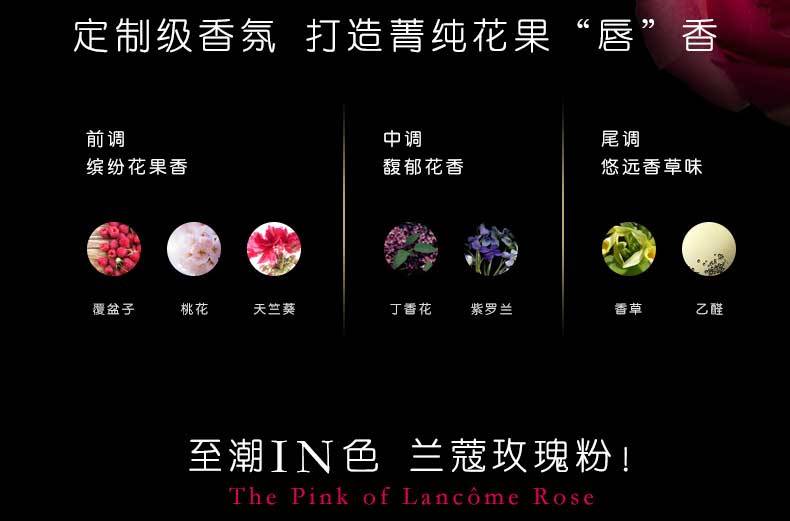 定制级香氛 打造菁纯花果“唇”香
前调
缤纷花果香
覆盆子 桃花 天竺葵
中调
馥郁花香
丁香花 紫罗兰
尾调
悠远香草味
香草 乙醛
至潮IN色 兰蔻玫瑰粉!
The Pink of Lancôme Rose